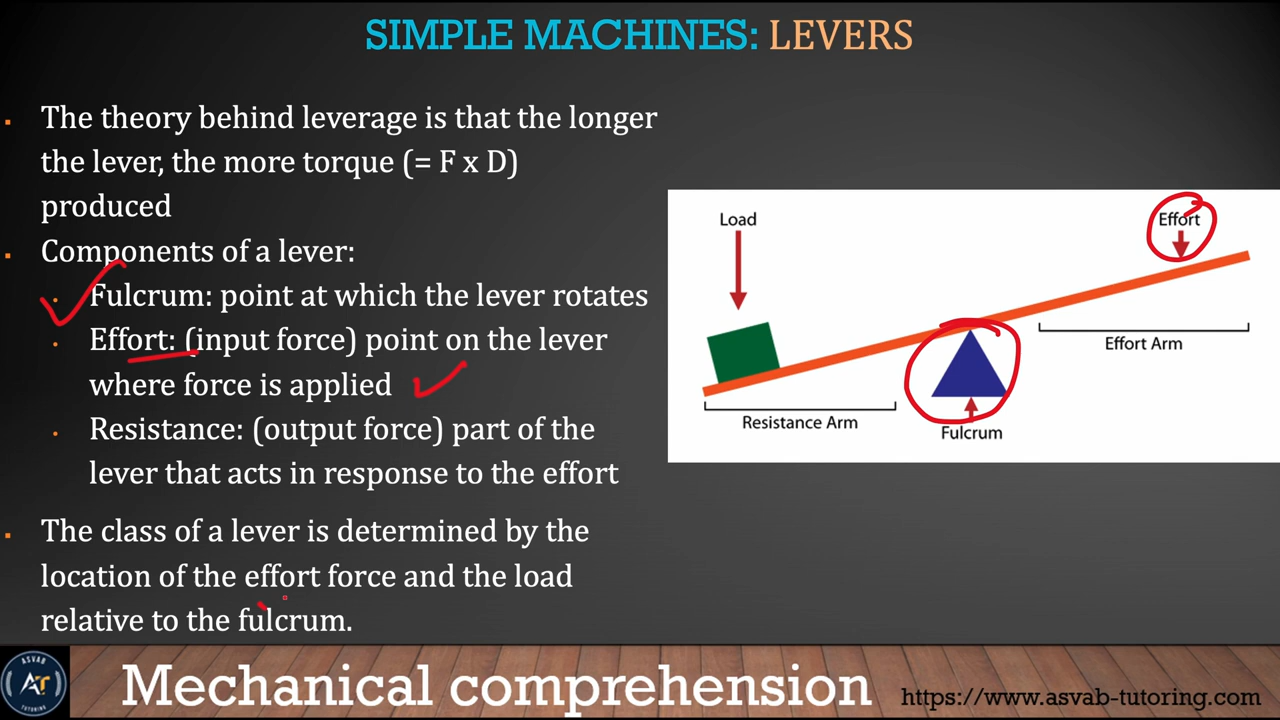 SIMPLE MACHINES: LEVERS
The theory behind leverage is that the longer
the lever, the more torque (= F x D)
produced
Components of a lever:
Fulcrum: point at which the lever rotates
Effort: (input force) point on the lever
where force is applied
Resistance: (output force) part of the
lever that acts in response to the effort
The class of a lever is determined by the
location of the effort force and the load
relative to the fulcrum.
Load
Effort
Effort Arm
Resistance Arm
Fulcrum
ASVAB
AT
TUTORING
Mechanical comprehension
https://www.asvab-tutoring.com